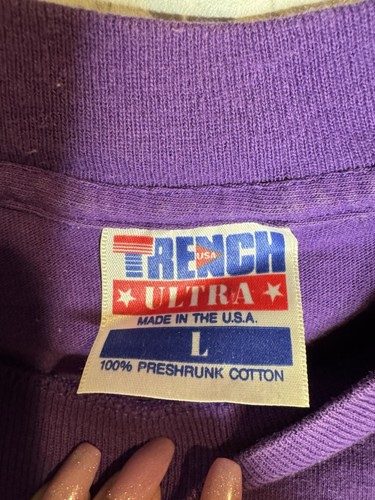 TRENCH
USA
ULTRA
MADE IN THE U.S.A.
L
100% PRESHRUNK COTTON